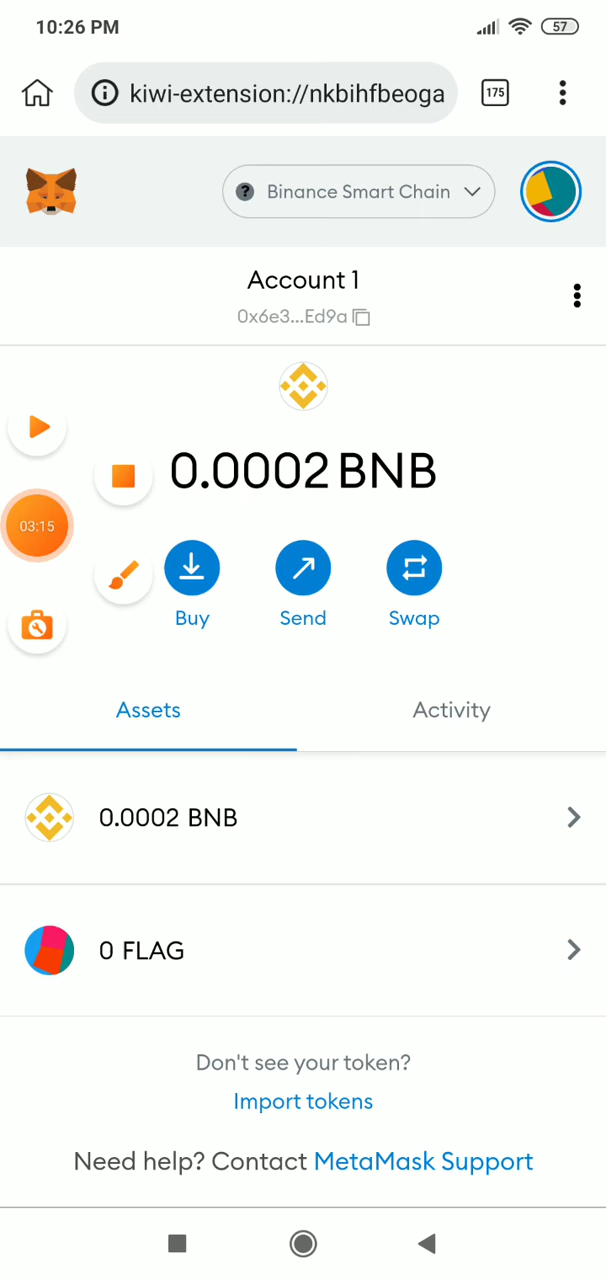 10:26 PM
57
kiwi-extension://nkbihfbeoga
175
? Binance Smart Chain
Account 1
0x6e3...Ed9a
0.0002 BNB
03:15
Buy Send Swap
Assets Activity
0.0002 BNB
0 FLAG
Don't see your token?
Import tokens
Need help? Contact MetaMask Support